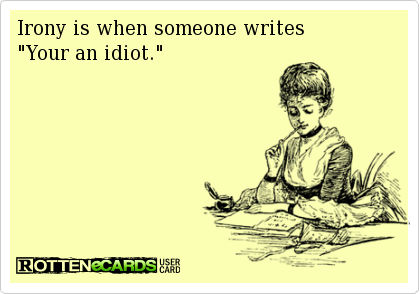 Irony is when someone writes
"Your an idiot."
ROTTENeCARDS USER
CARD